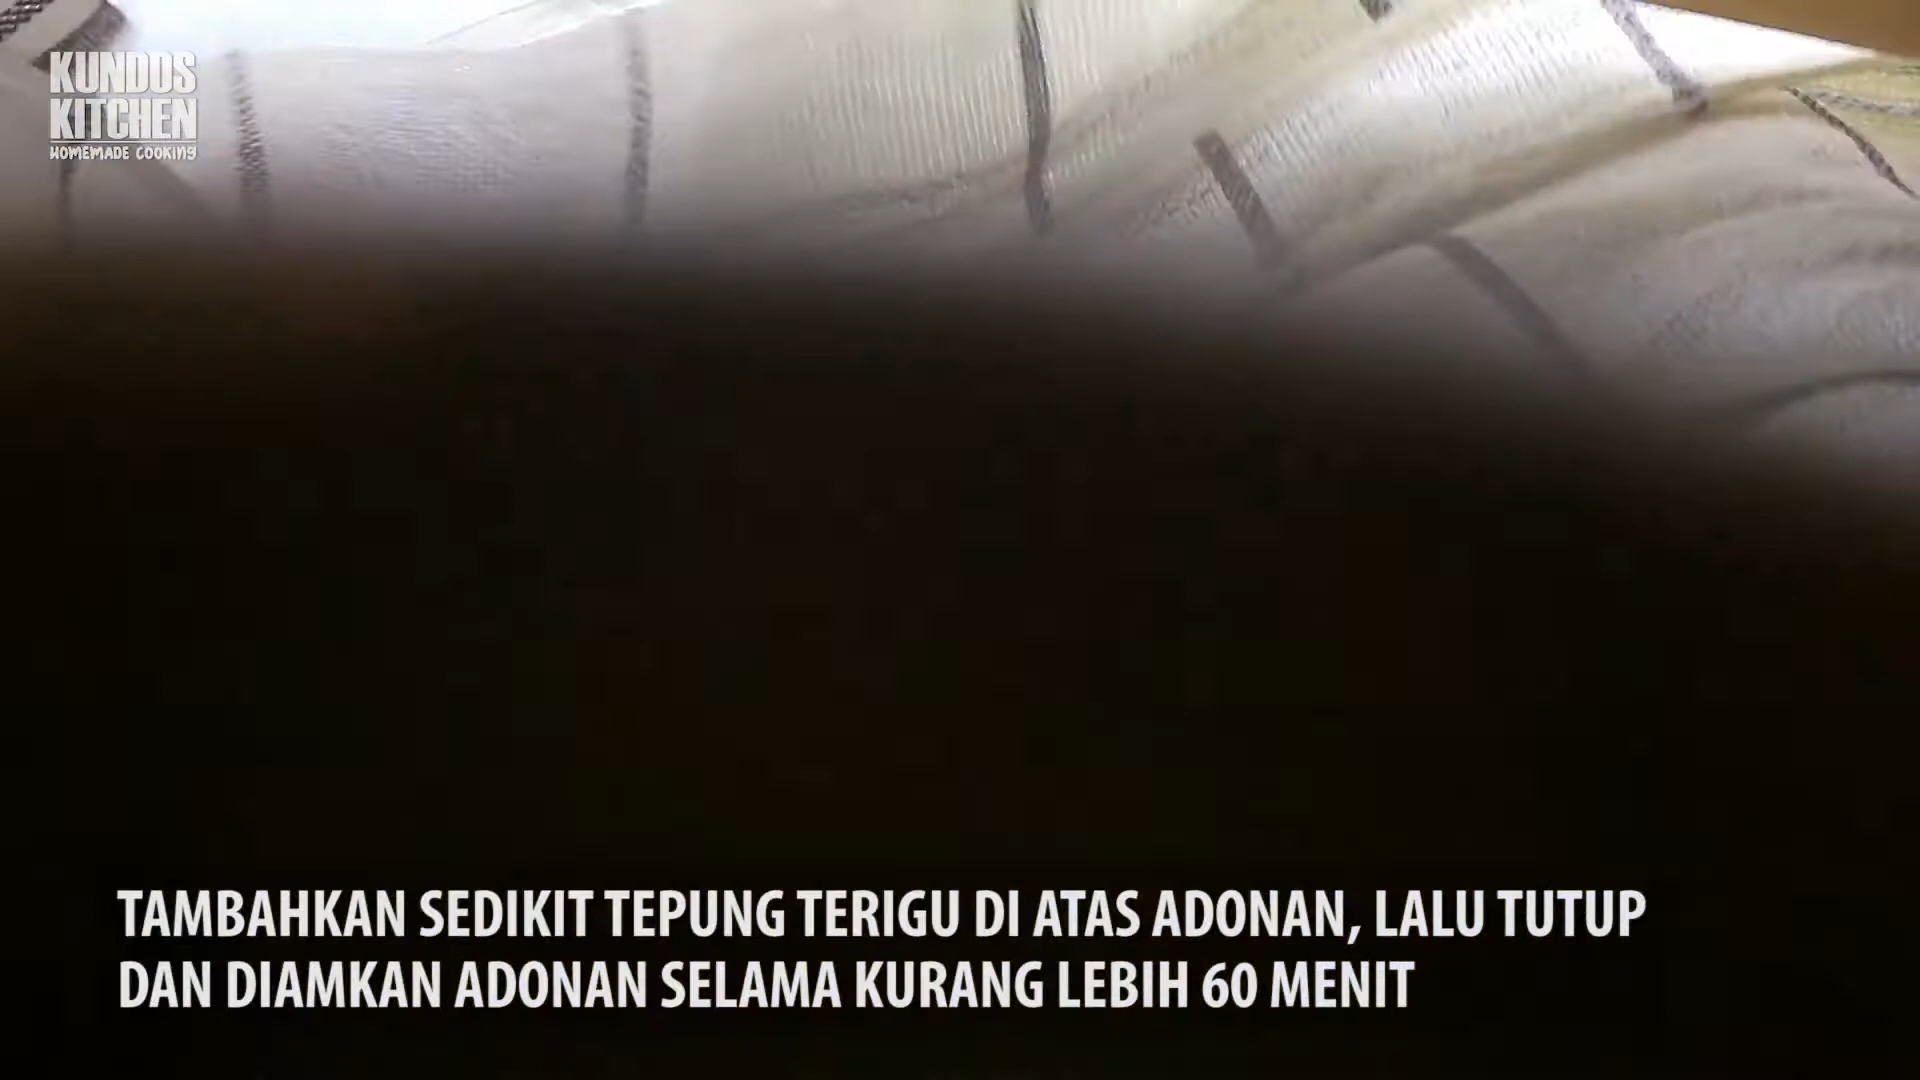 KUNDOS
KITCHEN
HOMEMADE COOKING
TAMBAHKAN SEDIKIT TEPUNG TERIGU DI ATAS ADONAN, LALU TUTUP
DAN DIAMKAN ADONAN SELAMA KURANG LEBIH 60 MENIT